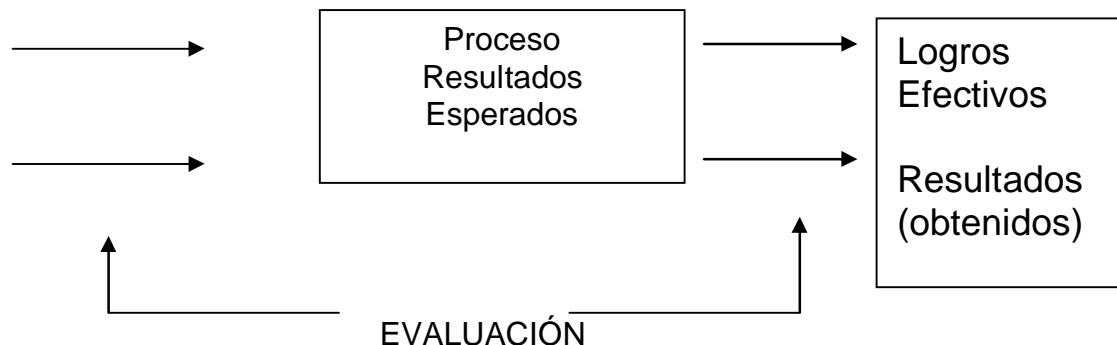 Proceso
Resultados
Esperados
Logros
Efectivos
Resultados
(obtenidos)
EVALUACIÓN